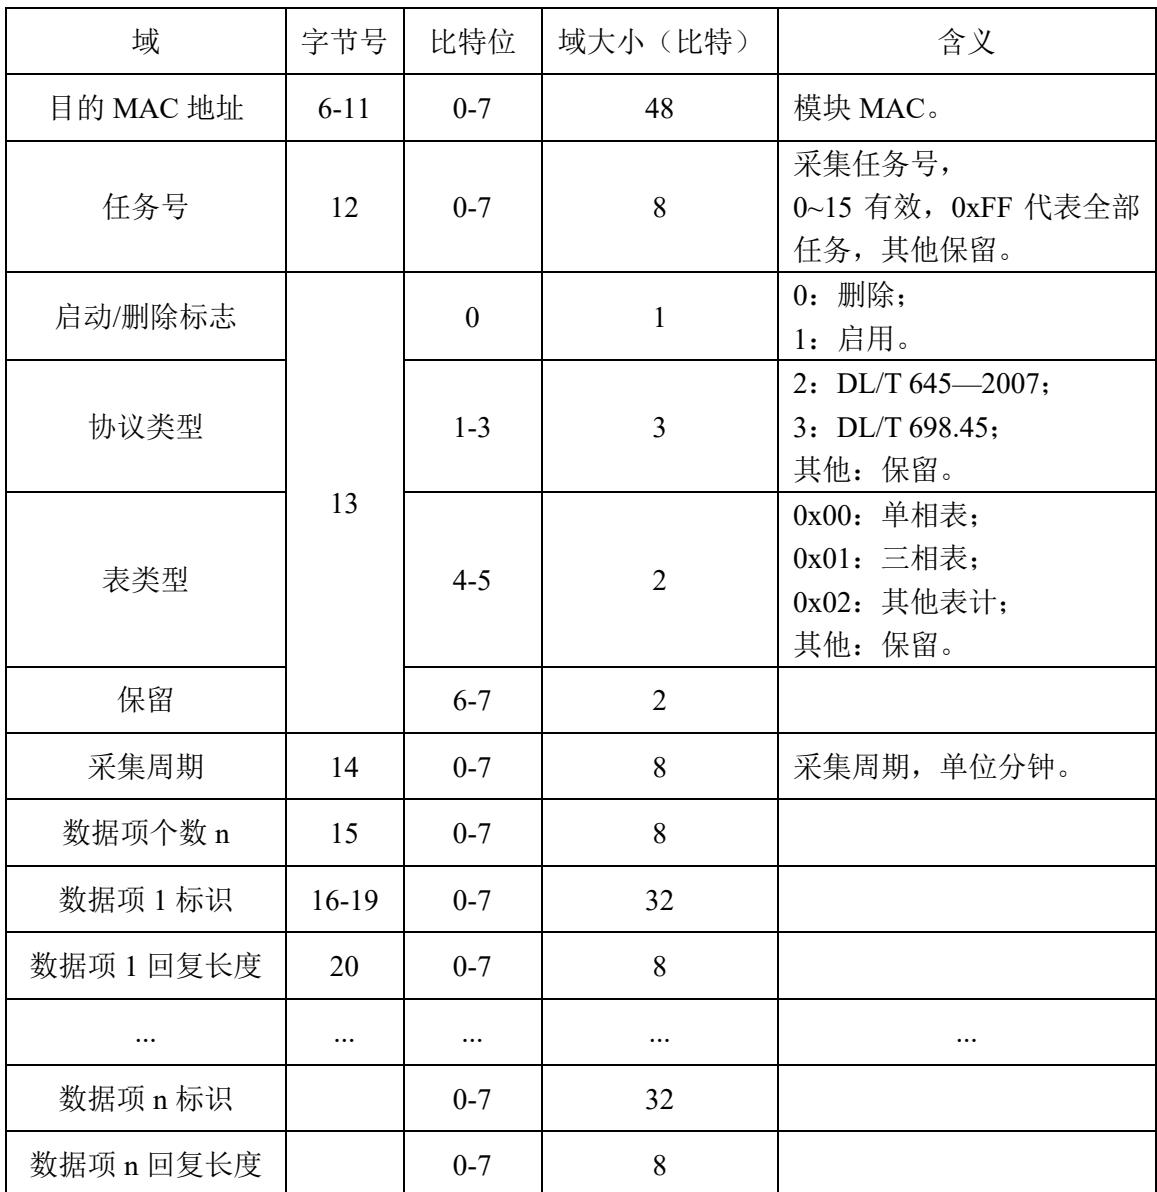 域 字节号 比特位 域大小（比特） 含义
目的 MAC 地址 6-11 0-7 48 模块 MAC。
任务号 12 0-7 8 采集任务号，
0~15 有效，0xFF 代表全部
任务，其他保留。
启动/删除标志 13 0 1 0：删除；
1：启用。
协议类型 1-3 3 2：DL/T 645—2007；
3：DL/T 698.45；
其他：保留。
表类型 4-5 2 0x00：单相表；
0x01：三相表；
0x02：其他表计；
其他：保留。
保留 6-7 2
采集周期 14 0-7 8 采集周期，单位分钟。
数据项个数 n 15 0-7 8
数据项 1 标识 16-19 0-7 32
数据项 1 回复长度 20 0-7 8
... ... ... ... ...
数据项 n 标识 0-7 32
数据项 n 回复长度 0-7 8